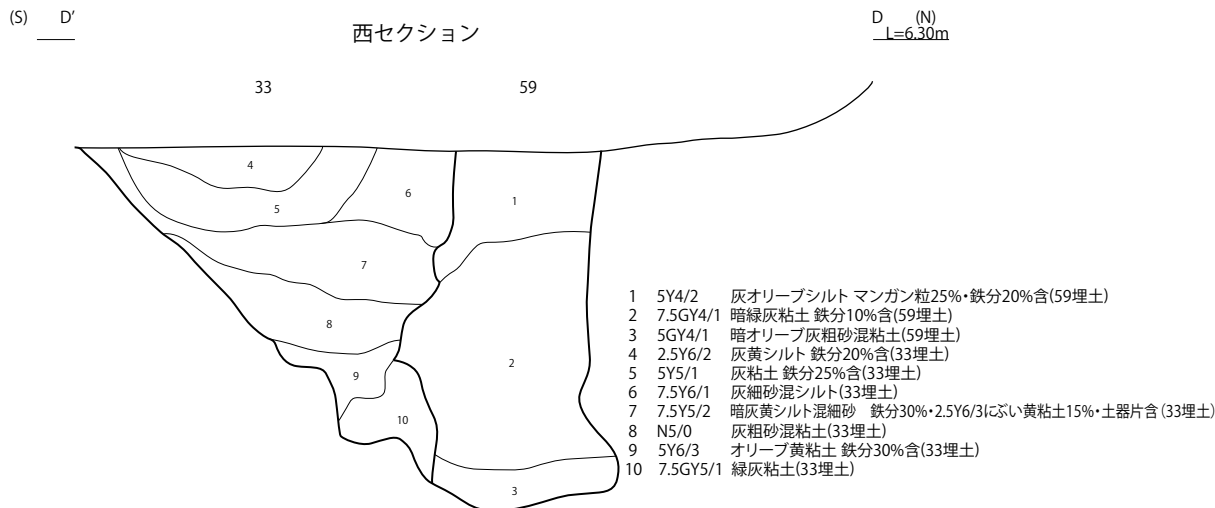 (S) D′ 西セクション D (N)
L=6.30m
33 59
4
6
5
1
7
8
2
9
10
3
1 5Y4/2 灰オリーブシルト マンガン粒25%・鉄分20%含(59埋土)
2 7.5GY4/1 暗緑灰粘土 鉄分10%含(59埋土)
3 5GY4/1 暗オリーブ灰粗砂混粘土(59埋土)
4 2.5Y6/2 灰黄シルト 鉄分20%含(33埋土)
5 5Y5/1 灰粘土 鉄分25%含(33埋土)
6 7.5Y6/1 灰細砂混シルト(33埋土)
7 7.5Y5/2 暗灰黄シルト混細砂 鉄分30%・2.5Y6/3にぶい黄粘土15%・土器片含(33埋土)
8 N5/0 灰粗砂混粘土(33埋土)
9 5Y6/3 オリーブ黄粘土 鉄分30%含(33埋土)
10 7.5GY5/1 緑灰粘土(33埋土)